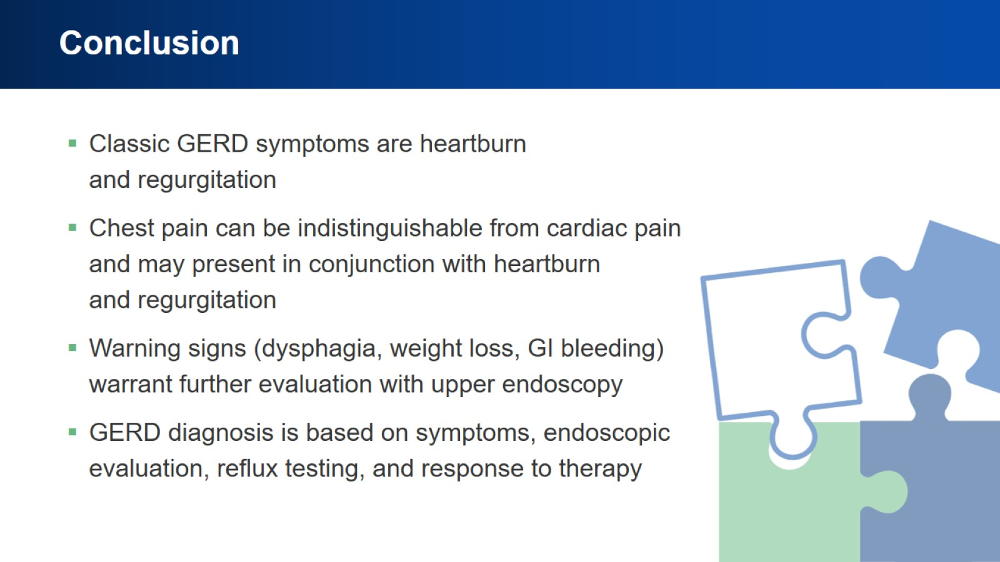 Conclusion
Classic GERD symptoms are heartburn
and regurgitation
Chest pain can be indistinguishable from cardiac pain
and may present in conjunction with heartburn
and regurgitation
Warning signs (dysphagia, weight loss, GI bleeding)
warrant further evaluation with upper endoscopy
GERD diagnosis is based on symptoms, endoscopic
evaluation, reflux testing, and response to therapy